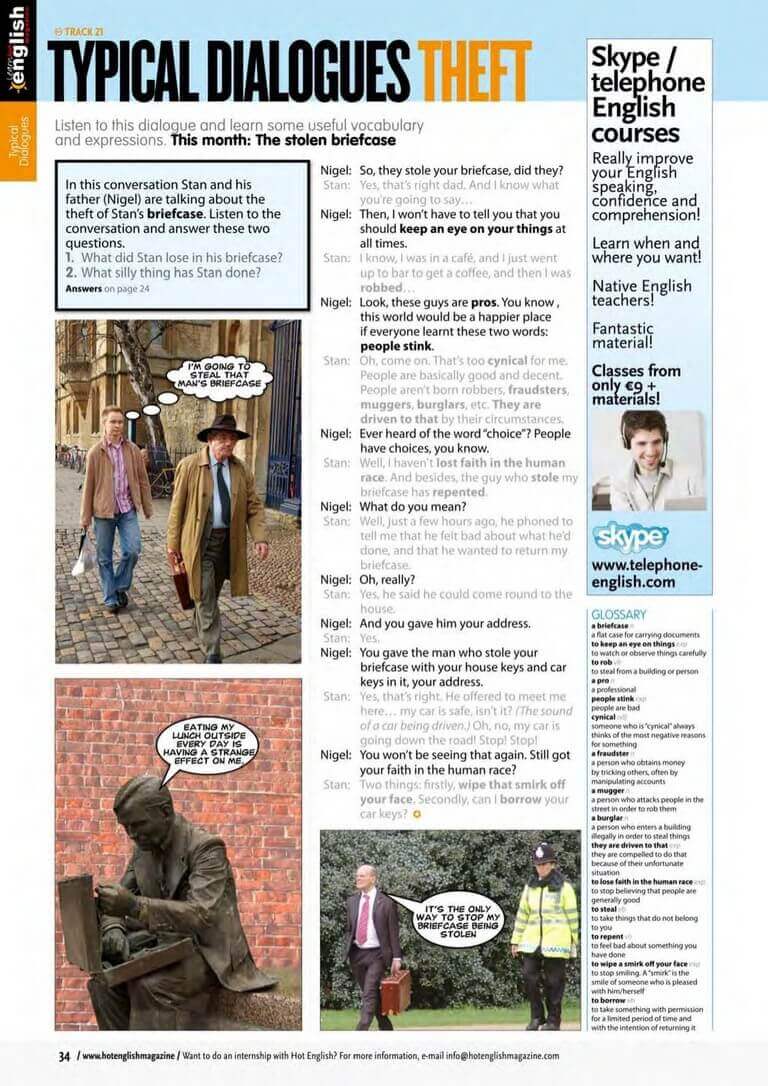 Learn hot
english
magazine
Typical
Dialogues
TRACK 21
TYPICAL DIALOGUES THEFT
Listen to this dialogue and learn some useful vocabulary
and expressions. This month: The stolen briefcase
In this conversation Stan and his
father (Nigel) are talking about the
theft of Stan's briefcase. Listen to the
conversation and answer these two
questions.
1. What did Stan lose in his briefcase?
2. What silly thing has Stan done?
Answers on page 24
I'M GOING TO
STEAL THAT
MAN'S BRIEFCASE
EATING MY
LUNCH OUTSIDE
EVERY DAY IS
HAVING A STRANGE
EFFECT ON ME.
Nigel: So, they stole your briefcase, did they?
Stan: Yes, that's right dad. And I know what
you're going to say…
Nigel: Then, I won't have to tell you that you
should keep an eye on your things at
all times.
Stan: I know, I was in a café, and I just went
up to bar to get a coffee, and then I was
robbed…
Nigel: Look, these guys are pros. You know ,
this world would be a happier place
if everyone learnt these two words:
people stink.
Stan: Oh, come on. That's too cynical for me.
People are basically good and decent.
People aren't born robbers, fraudsters,
muggers, burglars, etc. They are
driven to that by their circumstances.
Nigel: Ever heard of the word "choice"? People
have choices, you know.
Stan: Well, I haven't lost faith in the human
race. And besides, the guy who stole my
briefcase has repented.
Nigel: What do you mean?
Stan: Well, just a few hours ago, he phoned to
tell me that he felt bad about what he'd
done, and that he wanted to return my
briefcase.
Nigel: Oh, really?
Stan: Yes, he said he could come round to the
house.
Nigel: And you gave him your address.
Stan: Yes.
Nigel: You gave the man who stole your
briefcase with your house keys and car
keys in it, your address.
Stan: Yes, that's right. He offered to meet me
here… my car is safe, isn't it? (The sound
of a car being driven.) Oh, no, my car is
going down the road! Stop! Stop!
Nigel: You won't be seeing that again. Still got
your faith in the human race?
Stan: Two things: firstly, wipe that smirk off
your face. Secondly, can I borrow your
car keys?
IT'S THE ONLY
WAY TO STOP MY
BRIEFCASE BEING
STOLEN
Skype /
telephone
English
courses
Really improve
your English
speaking,
confidence and
comprehension!
Learn when and
where you want!
Native English
teachers!
Fantastic
material!
Classes from
only €9 +
materials!
skype
www.telephone-
english.com
GLOSSARY
a briefcase n
a flat case for carrying documents
to keep an eye on things exp
to watch or observe things carefully
to rob vb
to steal from a building or person
a pro n
a professional
people stink exp
people are bad
cynical adj
someone who is "cynical" always
thinks of the most negative reasons
for something
a fraudster n
a person who obtains money
by tricking others, often by
manipulating accounts
a mugger n
a person who attacks people in the
street in order to rob them
a burglar n
a person who enters a building
illegally in order to steal things
they are driven to that exp
they are compelled to do that
because of their unfortunate
situation
to lose faith in the human race exp
to stop believing that people are
generally good
to steal vb
to take things that do not belong
to you
to repent vb
to feel bad about something you
have done
to wipe a smirk off your face exp
to stop smiling. A "smirk" is the
smile of someone who is pleased
with him/herself
to borrow vb
to take something with permission
for a limited period of time and
with the intention of returning it
34 / www.hotenglishmagazine / Want to do an internship with Hot English? For more information, e-mail info@hotenglishmagazine.com